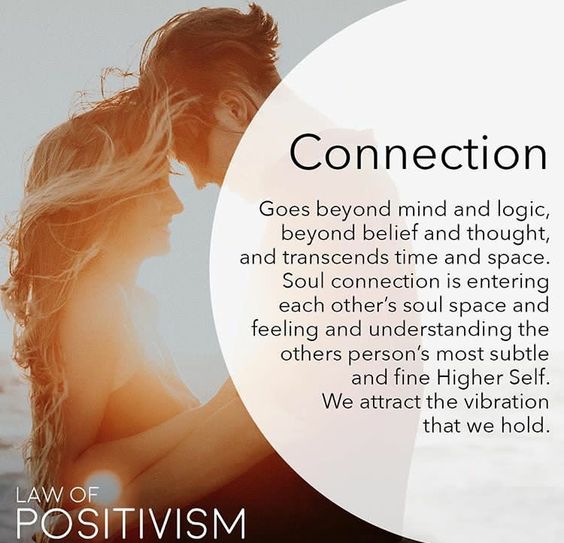 Connection
Goes beyond mind and logic,
beyond belief and thought,
and transcends time and space.
Soul connection is entering
each other's soul space and
feeling and understanding the
others person's most subtle
and fine Higher Self.
We attract the vibration
that we hold.
LAW OF
POSITIVISM